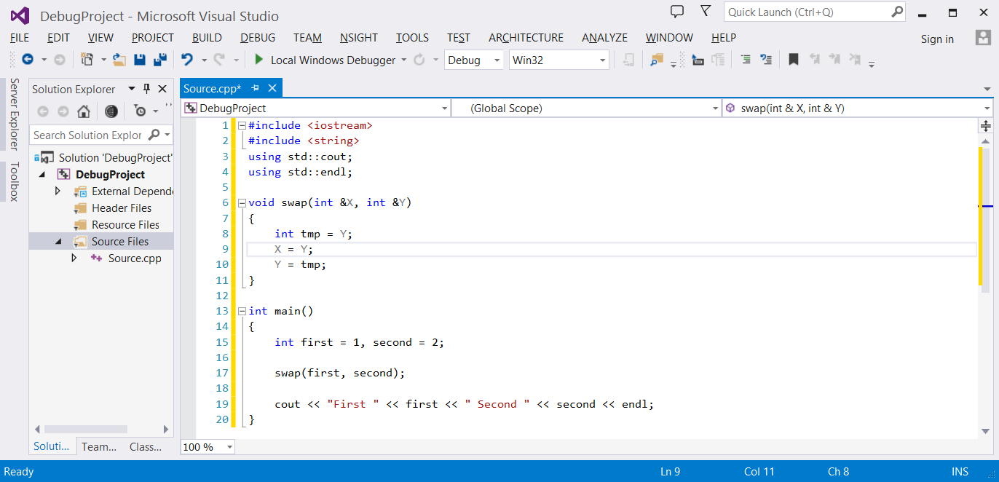 DebugProject - Microsoft Visual Studio
Quick Launch (Ctrl+Q)
FILE EDIT VIEW PROJECT BUILD DEBUG TEAM NSIGHT TOOLS TEST ARCHITECTURE ANALYZE WINDOW HELP
Sign in
Local Windows Debugger Debug Win32
Server Explorer
Toolbox
Solution Explorer
Search Solution Explor
Solution 'DebugProject'
DebugProject
External Depende
Header Files
Resource Files
Source Files
Source.cpp
Soluti... Team... Class...
Source.cpp*
DebugProject (Global Scope) swap(int & X, int & Y)
1 #include <iostream>
2 #include <string>
3 using std::cout;
4 using std::endl;
5
6 void swap(int &X, int &Y)
7 {
8 int tmp = Y;
9 X = Y;
10 Y = tmp;
11 }
12
13 int main()
14 {
15 int first = 1, second = 2;
16
17 swap(first, second);
18
19 cout << "First " << first << " Second " << second << endl;
20 }
100 %
Ready Ln 9 Col 11 Ch 8 INS